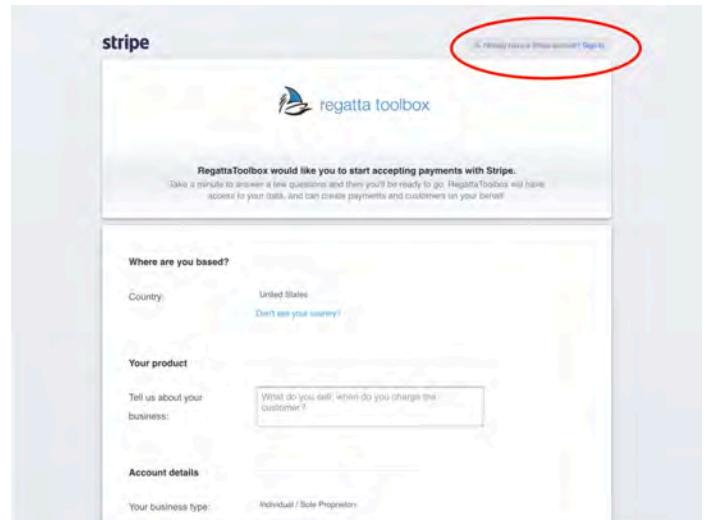 stripe
Already have a Stripe account? Sign in
regatta toolbox
RegattaToolbox would like you to start accepting payments with Stripe.
Take a minute to answer a few questions and then you'll be ready to go. RegattaToolbox will have
access to your data, and can create payments and customers on your behalf.
Where are you based?
Country:
United States
Don't see your country?
Your product
Tell us about your
business:
What do you sell, when do you charge the
customer?
Account details
Your business type:
Individual / Sole Proprietor